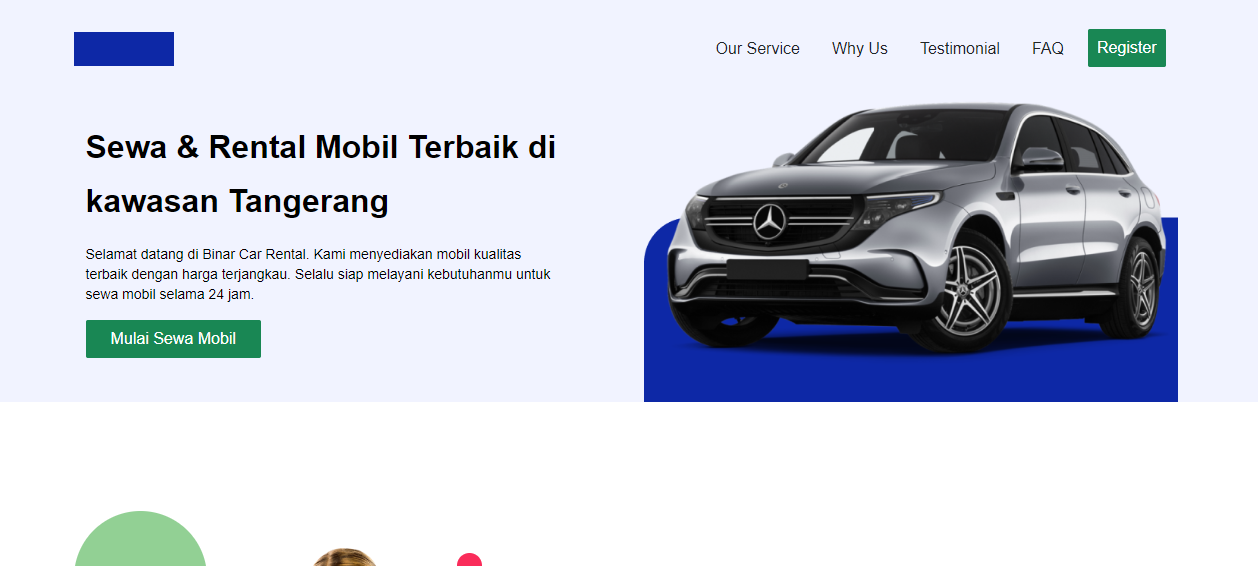 Our Service
Why Us
Testimonial
FAQ
Register
Sewa & Rental Mobil Terbaik di
kawasan Tangerang
Selamat datang di Binar Car Rental. Kami menyediakan mobil kualitas
terbaik dengan harga terjangkau. Selalu siap melayani kebutuhanmu untuk
sewa mobil selama 24 jam.
Mulai Sewa Mobil